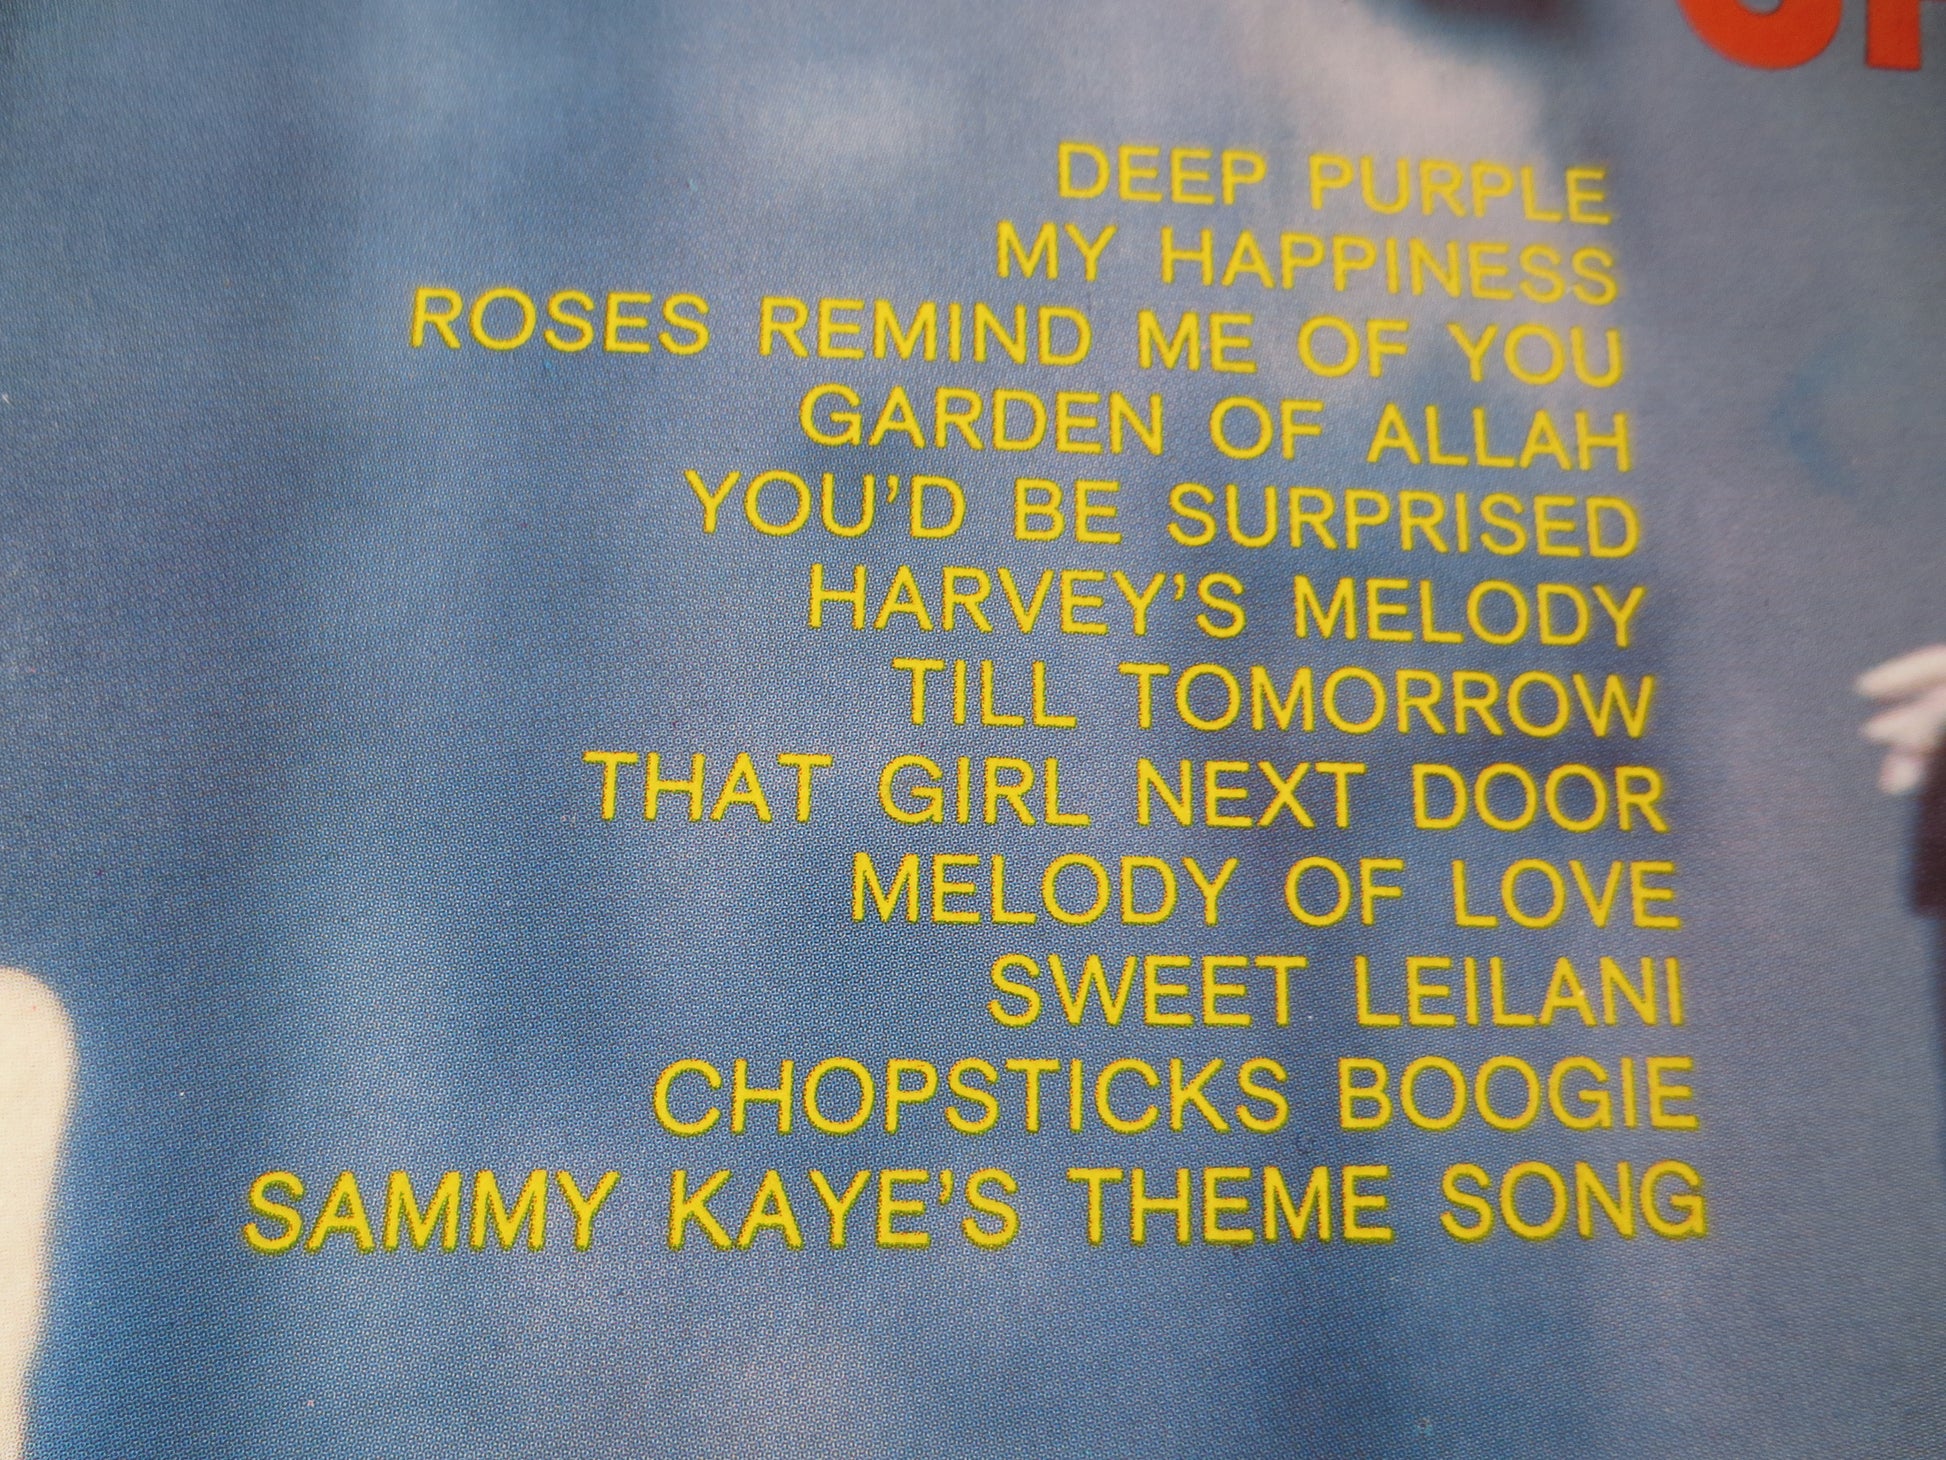 DEEP PURPLE
MY HAPPINESS
ROSES REMIND ME OF YOU
GARDEN OF ALLAH
YOU'D BE SURPRISED
HARVEY'S MELODY
TILL TOMORROW
THAT GIRL NEXT DOOR
MELODY OF LOVE
SWEET LEILANI
CHOPSTICKS BOOGIE
SAMMY KAYE'S THEME SONG